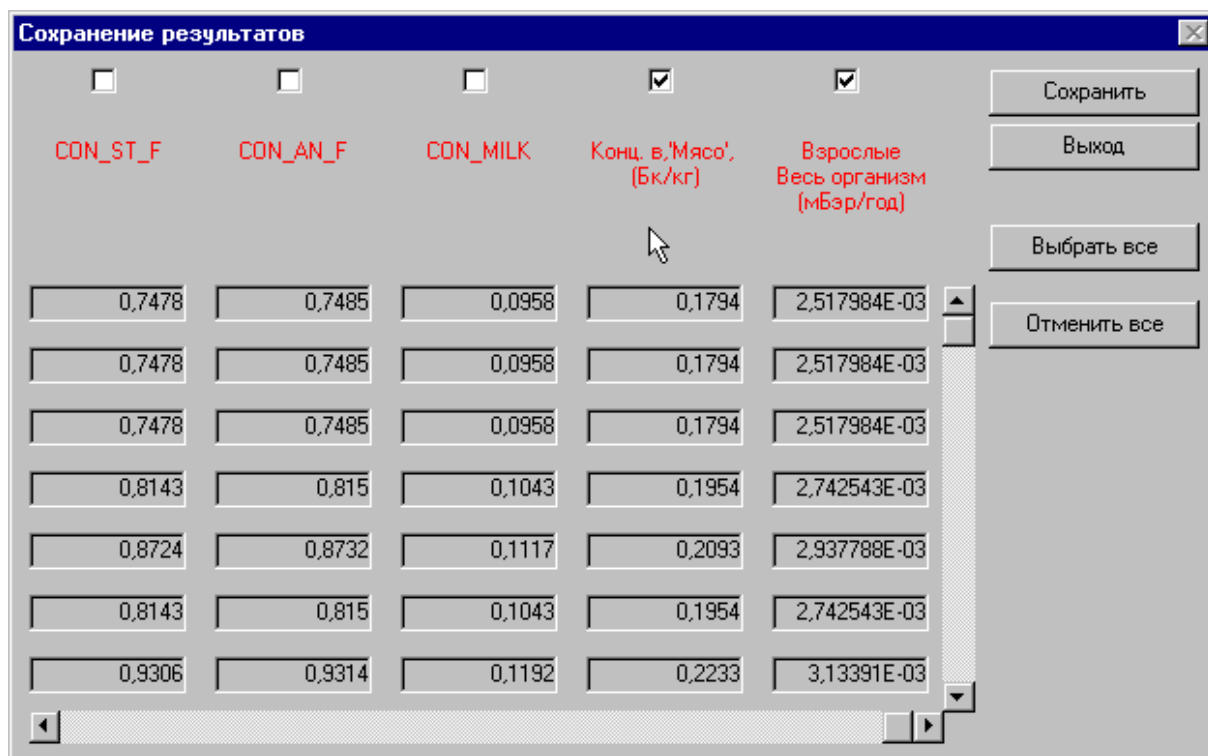 Сохранение результатов
Сохранить
Выход
Выбрать все
Отменить все
CON_ST_F CON_AN_F CON_MILK Конц. в,'Мясо', Взрослые
(Бк/кг) Весь организм
(мБэр/год)
0,7478 0,7485 0,0958 0,1794 2,517984E-03
0,7478 0,7485 0,0958 0,1794 2,517984E-03
0,7478 0,7485 0,0958 0,1794 2,517984E-03
0,8143 0,815 0,1043 0,1954 2,742543E-03
0,8724 0,8732 0,1117 0,2093 2,937788E-03
0,8143 0,815 0,1043 0,1954 2,742543E-03
0,9306 0,9314 0,1192 0,2233 3,13391E-03